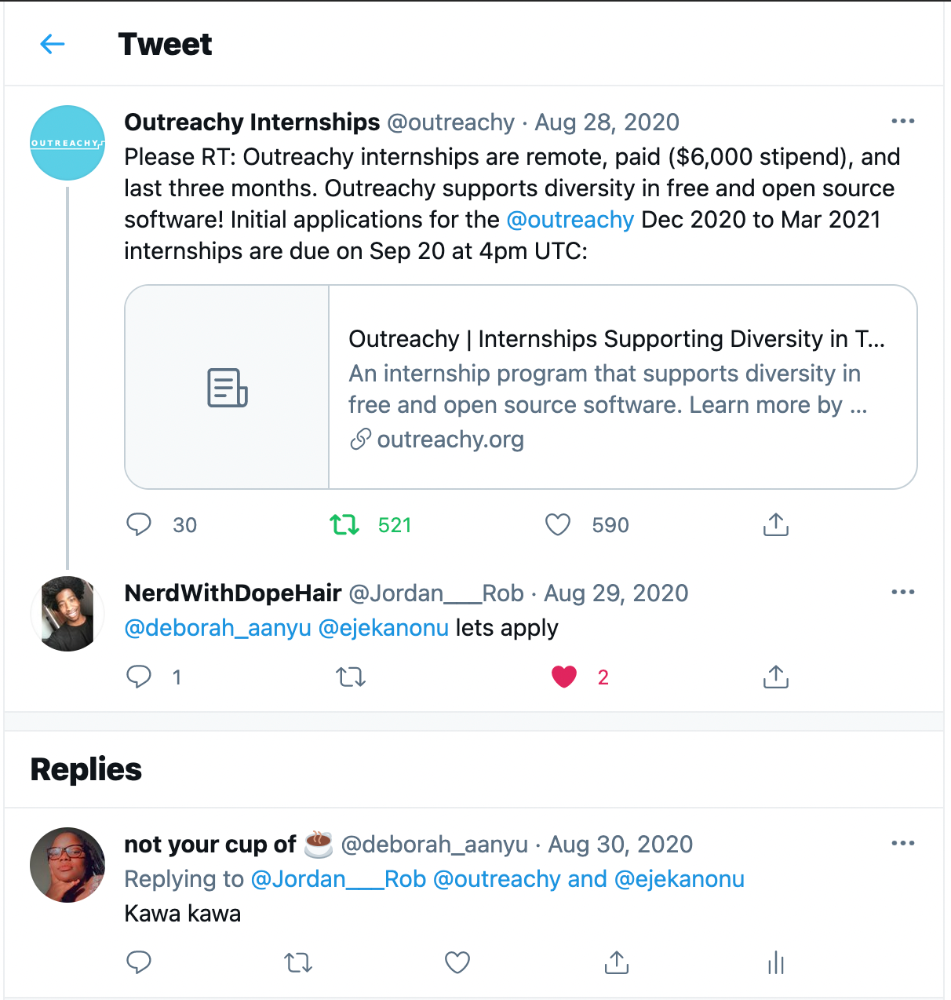 Tweet
OUTREACHY
Outreachy Internships @outreachy · Aug 28, 2020
Please RT: Outreachy internships are remote, paid ($6,000 stipend), and
last three months. Outreachy supports diversity in free and open source
software! Initial applications for the @outreachy Dec 2020 to Mar 2021
internships are due on Sep 20 at 4pm UTC:
Outreachy | Internships Supporting Diversity in T...
An internship program that supports diversity in
free and open source software. Learn more by ...
outreachy.org
30 521 590
NerdWithDopeHair @Jordan___Rob · Aug 29, 2020
@deborah_aanyu @ejekanonu lets apply
1 2
Replies
not your cup of ☕ @deborah_aanyu · Aug 30, 2020
Replying to @Jordan___Rob @outreachy and @ejekanonu
Kawa kawa